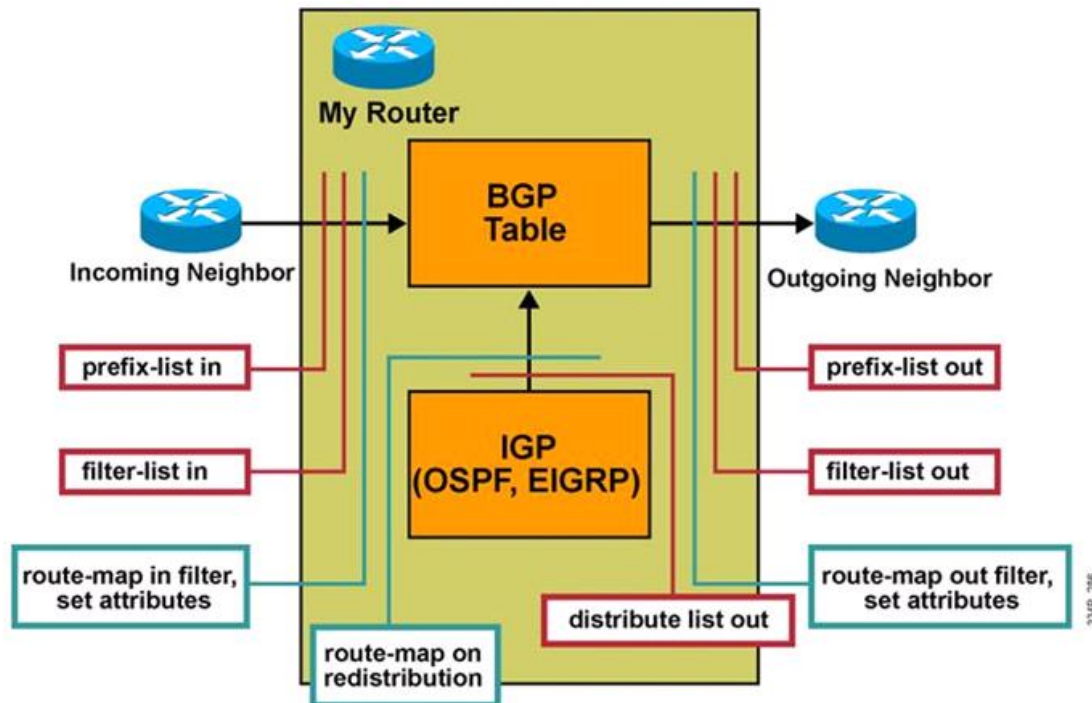 My Router
BGP
Table
Incoming Neighbor
Outgoing Neighbor
prefix-list in
prefix-list out
IGP
(OSPF, EIGRP)
filter-list in
filter-list out
route-map in filter,
set attributes
route-map out filter,
set attributes
distribute list out
route-map on
redistribution